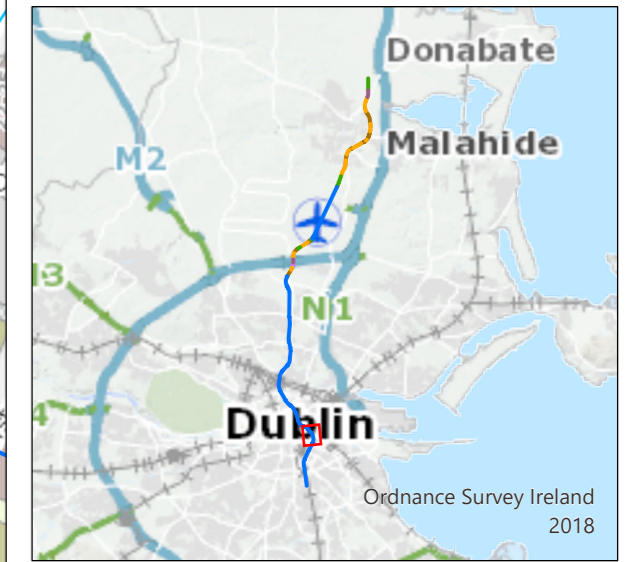 Donabate
Malahide
M2
N1
Dublin
Ordnance Survey Ireland
2018